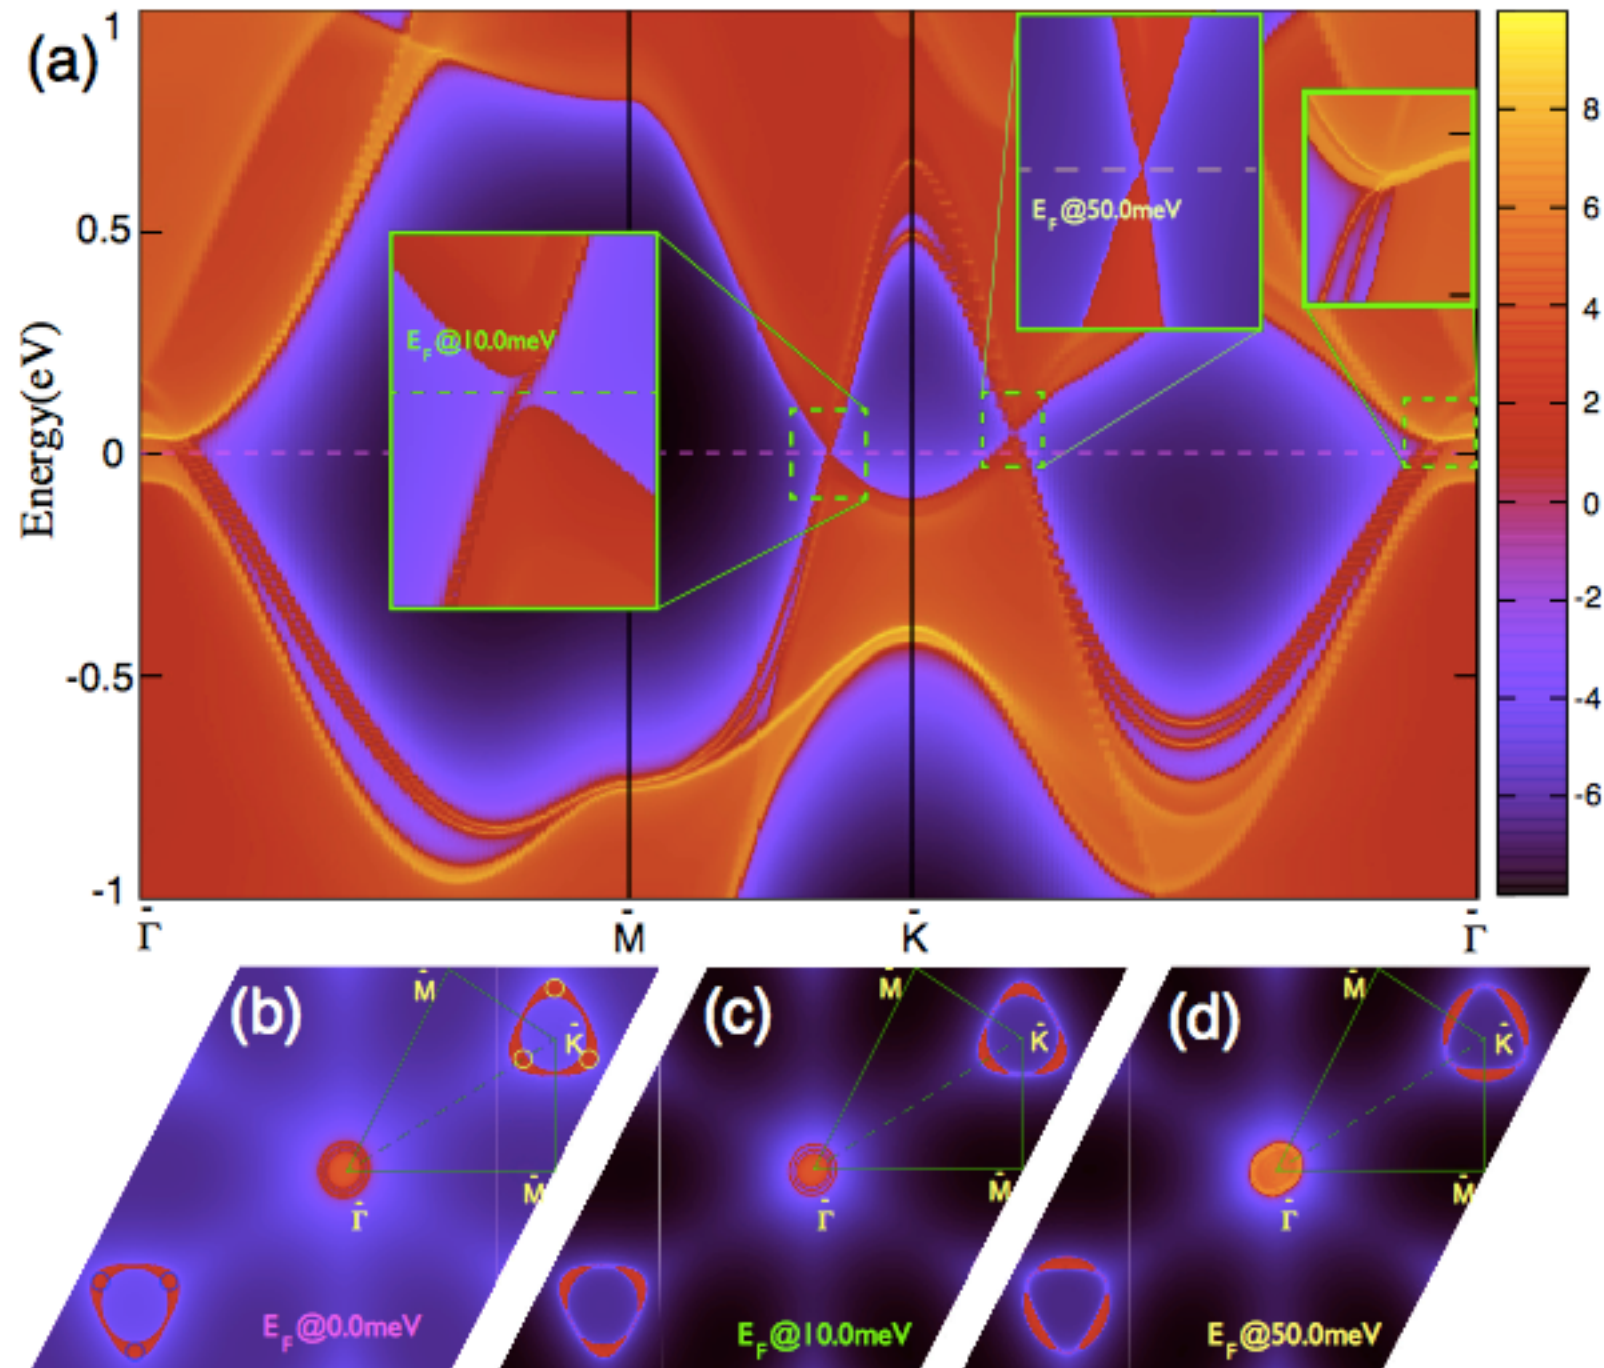 (a)
Energy(eV)
1
0.5
0
-0.5
-1
E_F@10.0meV
E_F@50.0meV
8
6
4
2
0
-2
-4
-6
Γ̄ M̄ K̄ Γ̄
(b)
M̄
K̄
M̄
Γ̄
E_F@0.0meV
(c)
M̄
K̄
M̄
Γ̄
E_F@10.0meV
(d)
M̄
K̄
M̄
Γ̄
E_F@50.0meV